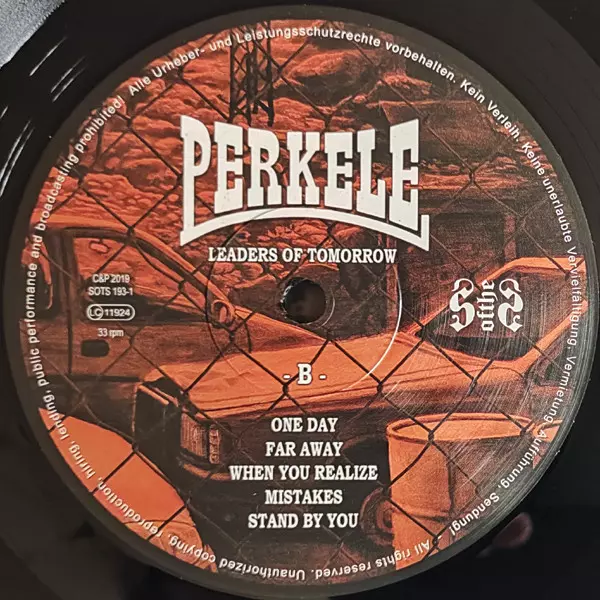 PERKELE
LEADERS OF TOMORROW
C&P 2019
SOTS 193-1
LC 11924
33 rpm
S of the S
- B -
ONE DAY
FAR AWAY
WHEN YOU REALIZE
MISTAKES
STAND BY YOU
Alle Urheber- und Leistungsschutzrechte vorbehalten. Kein Verleih. Keine unerlaubte Vervielfältigung, Vermietung, Aufführung, Sendung! - All rights reserved. Unauthorized copying, reproduction, hiring, lending, public performance and broadcasting prohibited!